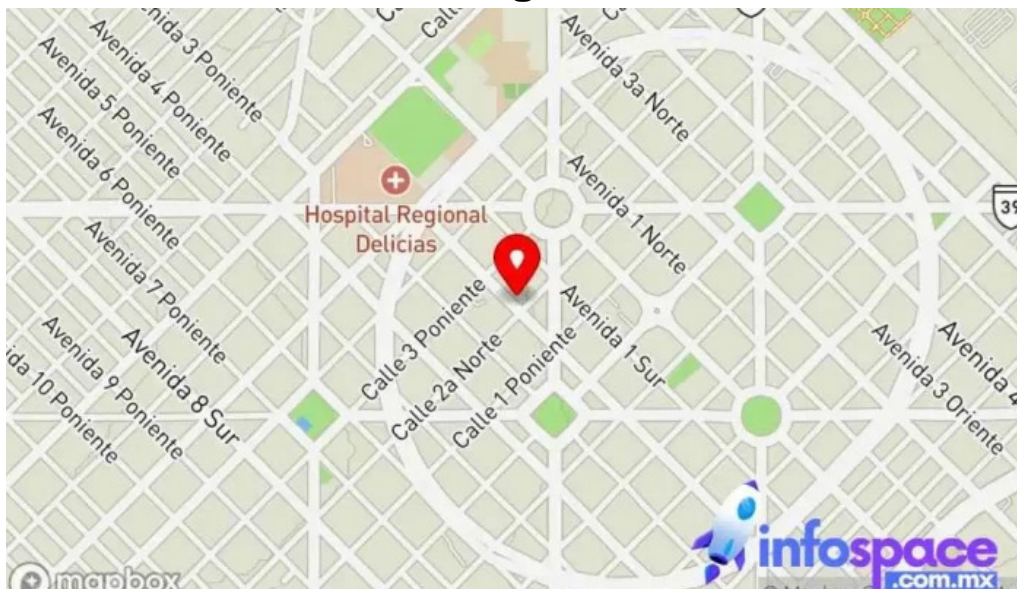 Avenida 3 Poniente
Avenida 4 Poniente
Avenida 5 Poniente
Avenida 6 Poniente
Avenida 7 Poniente
Avenida 8 Sur
Avenida 9 Poniente
10 Poniente
Avenida 3a Norte
Avenida 1 Norte
Hospital Regional
Delicias
39
Calle 3 Poniente
Calle 2a Norte
Calle 1 Poniente
Avenida 1 Sur
Avenida 3 Oriente
Avenida 4
mapbox
infospace
.com.mx